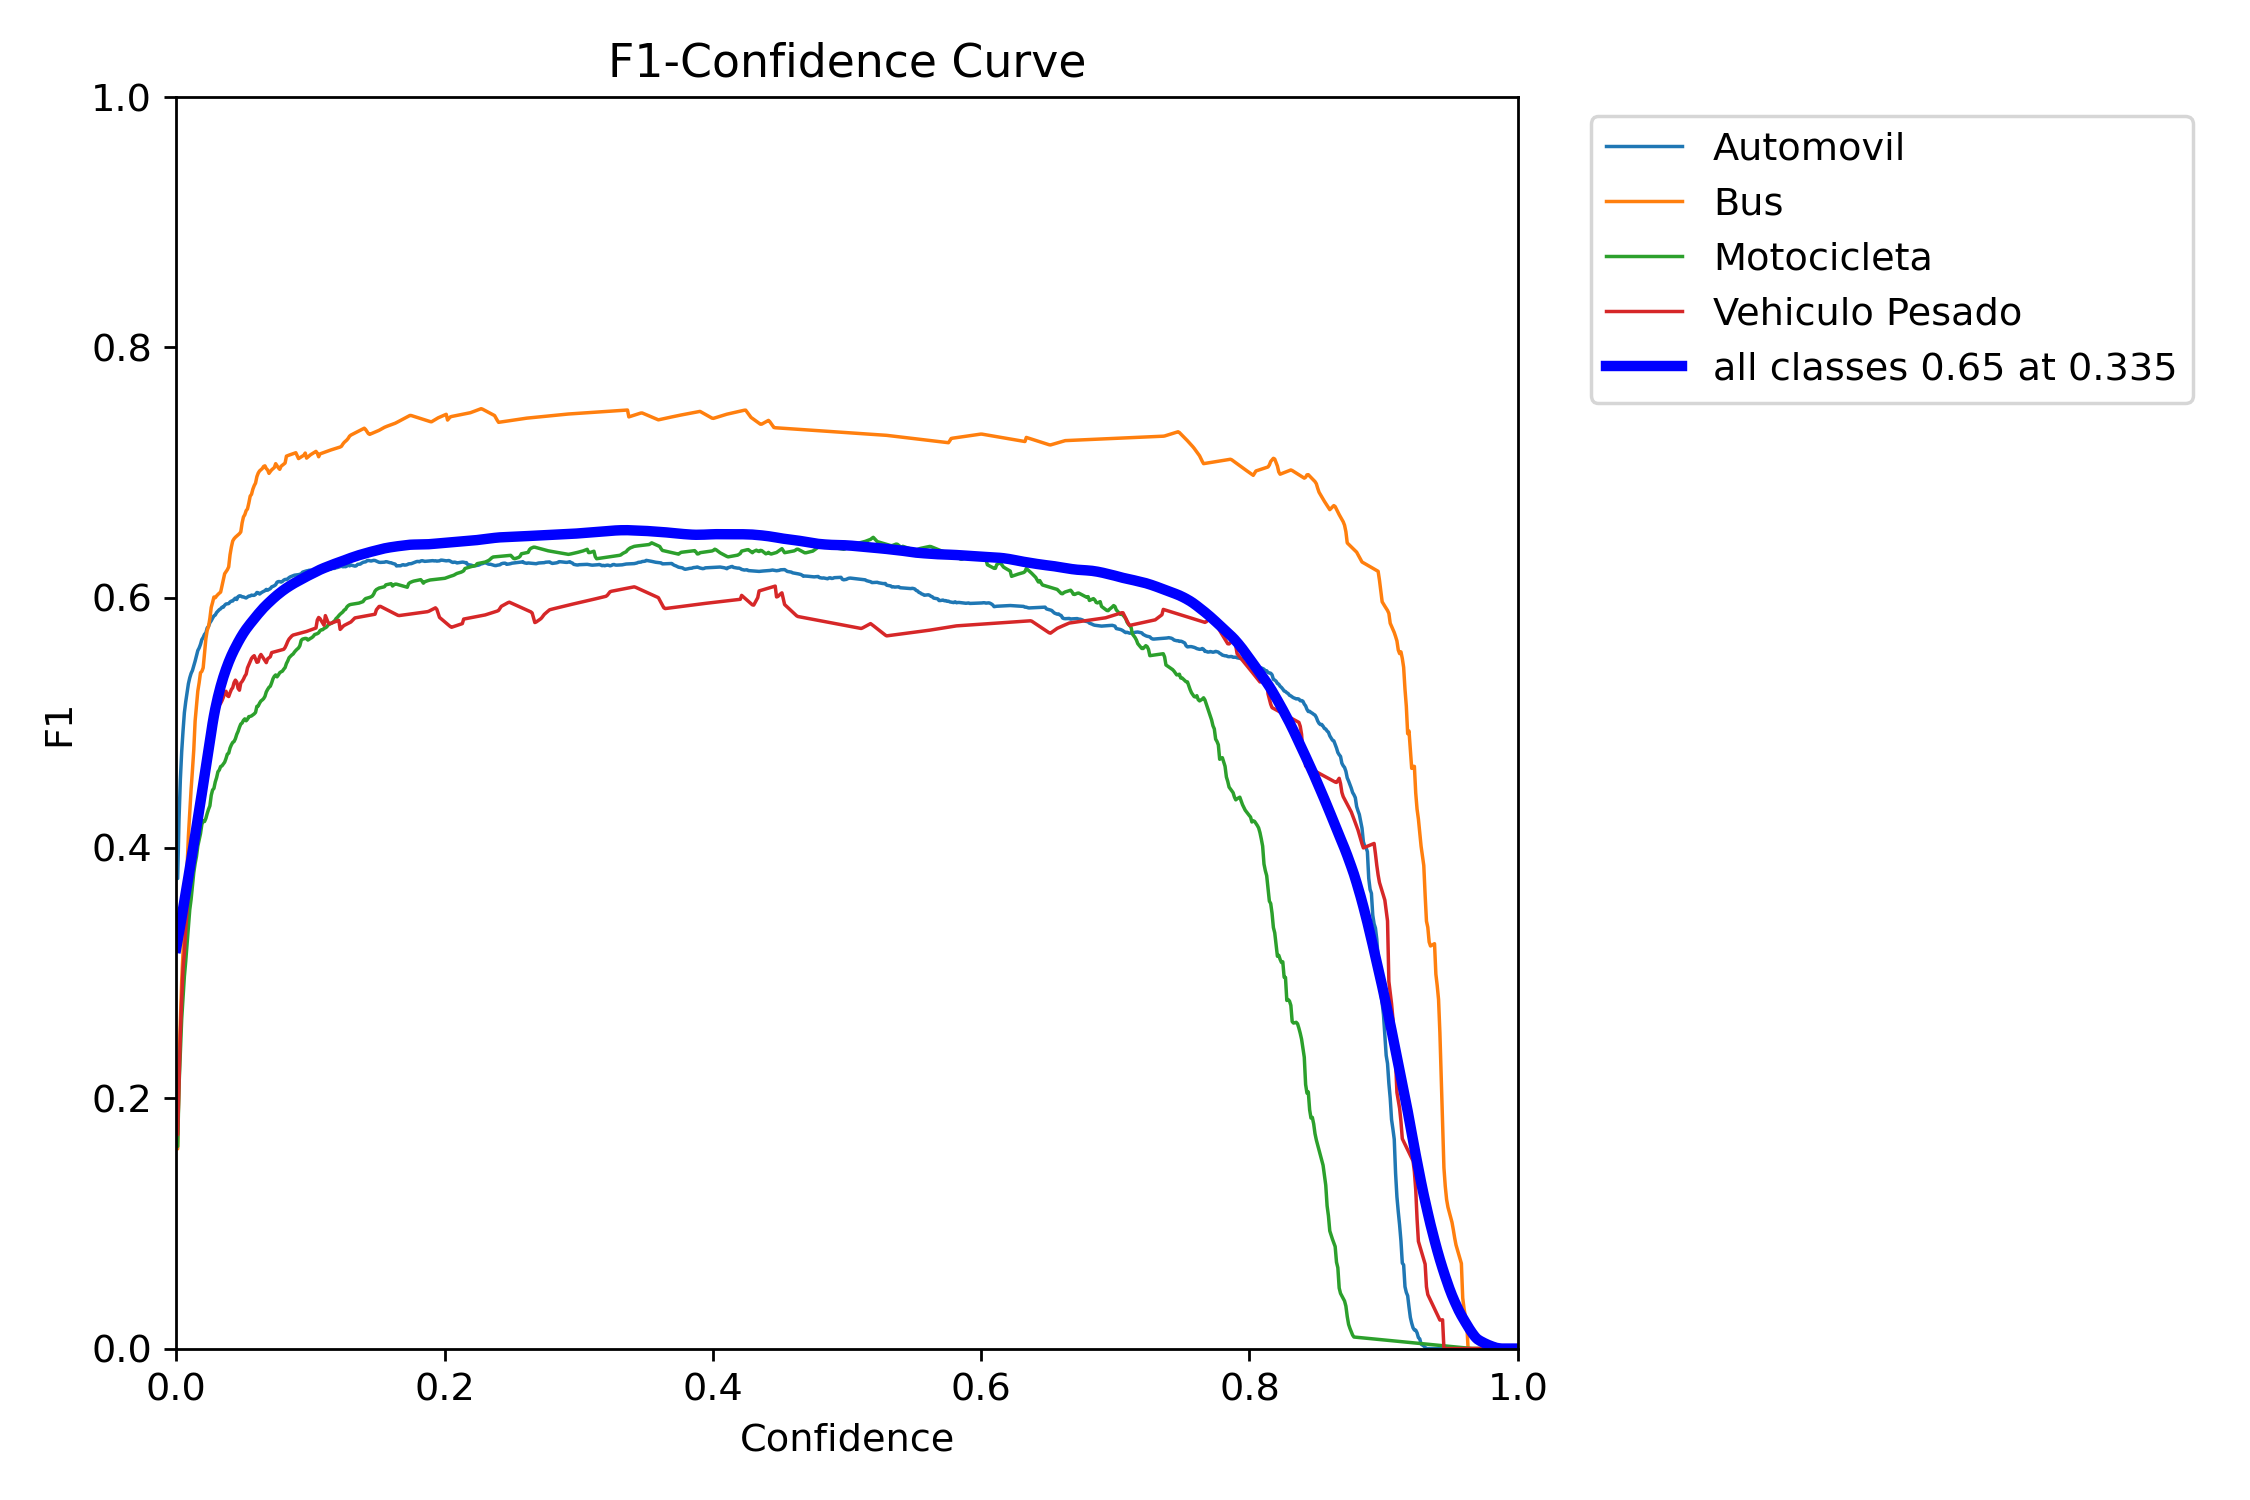 F1-Confidence Curve
1.0
0.8
0.6
0.4
0.2
0.0
F1
0.0 0.2 0.4 0.6 0.8 1.0
Confidence
Automovil
Bus
Motocicleta
Vehiculo Pesado
all classes 0.65 at 0.335